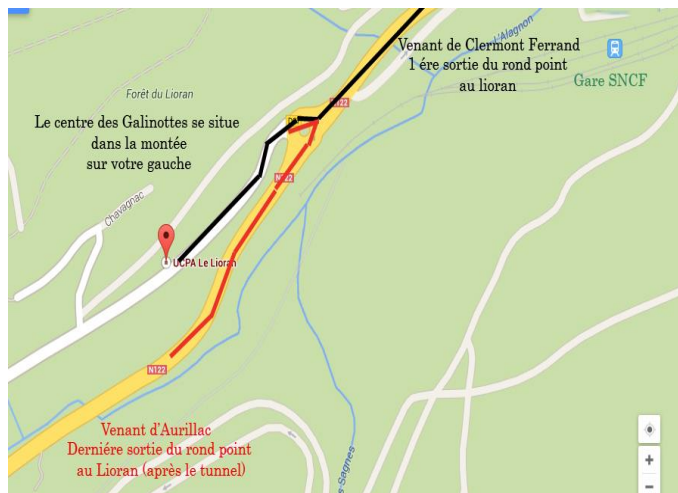 Venant de Clermont Ferrand
1 ére sortie du rond point
au lioran
l'Alagnon
Gare SNCF
Forêt du Lioran
Le centre des Galinottes se situe
dans la montée
sur votre gauche
N122
Chavagnac
UCPA Le Lioran
N122
Venant d'Aurillac
Derniére sortie du rond point
au Lioran (après le tunnel)
Sagnes
+
−